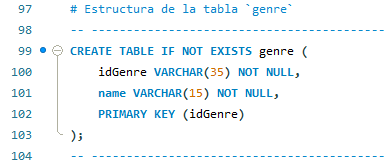 97 # Estructura de la tabla `genre`
98 -- ------------------------------------------
99 CREATE TABLE IF NOT EXISTS genre (
100 idGenre VARCHAR(35) NOT NULL,
101 name VARCHAR(15) NOT NULL,
102 PRIMARY KEY (idGenre)
103 );
104 -- ------------------------------------------